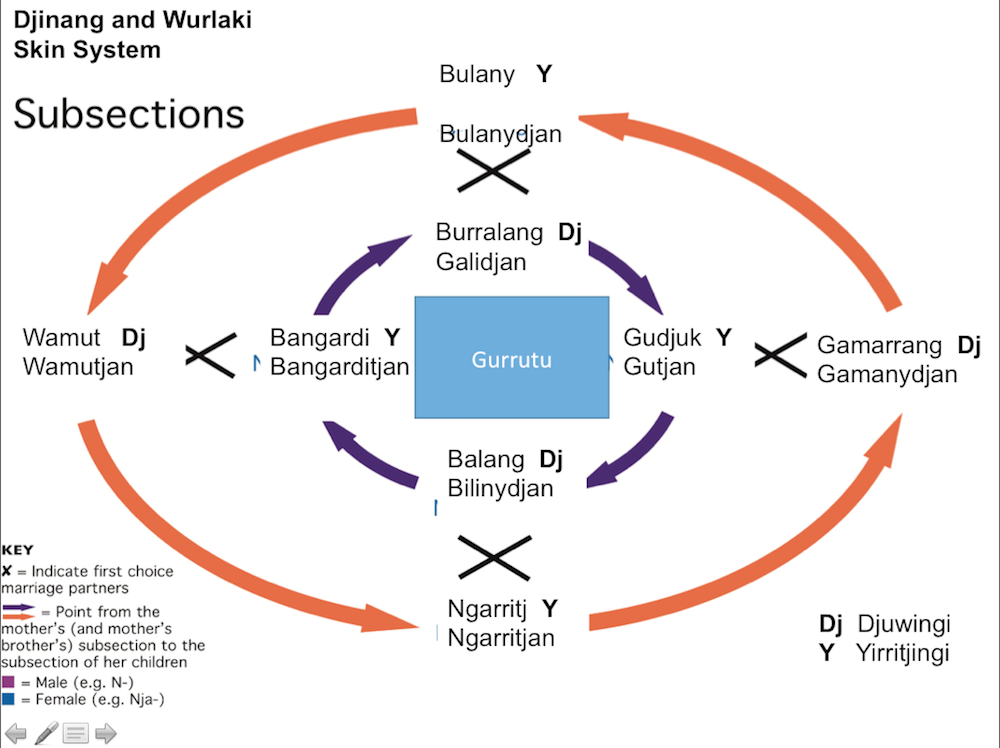 Djinang and Wurlaki
Skin System
Subsections
Bulany Y
Bulanydjan
Burralang Dj
Galidjan
Wamut Dj
Wamutjan
Bangardi Y
Bangarditjan
Gurrutu
Gudjuk Y
Gutjan
Gamarrang Dj
Gamanydjan
Balang Dj
Bilinydjan
Ngarritj Y
Ngarritjan
KEY
✘ = Indicate first choice
marriage partners
= Point from the
mother's (and mother's
brother's) subsection to the
subsection of her children
= Male (e.g. N-)
= Female (e.g. Nja-)
Dj Djuwingi
Y Yirritjingi